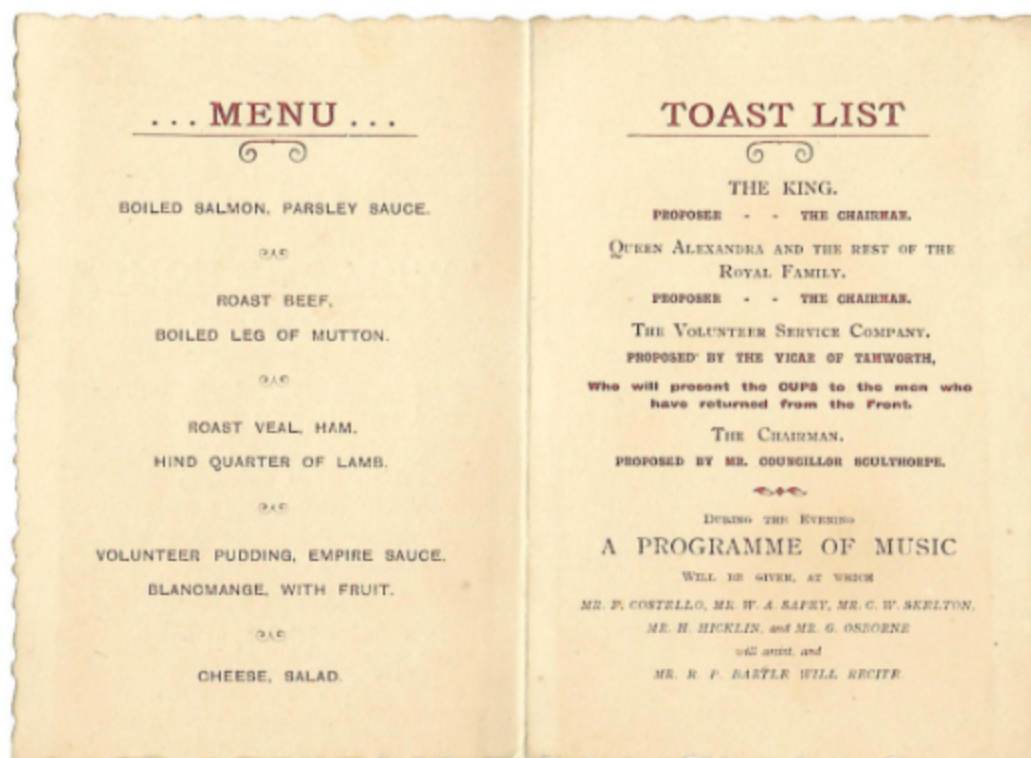 ... MENU ...
BOILED SALMON, PARSLEY SAUCE.
ROAST BEEF,
BOILED LEG OF MUTTON.
ROAST VEAL, HAM.
HIND QUARTER OF LAMB.
VOLUNTEER PUDDING, EMPIRE SAUCE.
BLANCMANGE, WITH FRUIT.
CHEESE, SALAD.
TOAST LIST
THE KING.
PROPOSER - - THE CHAIRMAN.
QUEEN ALEXANDRA AND THE REST OF THE
ROYAL FAMILY.
PROPOSER - - THE CHAIRMAN.
THE VOLUNTEER SERVICE COMPANY.
PROPOSED BY THE VICAR OF TAMWORTH,
Who will present the CUPS to the men who
have returned from the Front.
THE CHAIRMAN.
PROPOSED BY MR. COUNCILLOR SCULTHORPE.
DURING THE EVENING
A PROGRAMME OF MUSIC
WILL BE GIVEN, AT WHICH
MR. F. COSTELLO, MR. W. A. MR. C. W. SKELTON,
MR. H. HICKLIN, and MR. G. OSBORNE
will assist, and
MR. R. P. WILL RECITE.